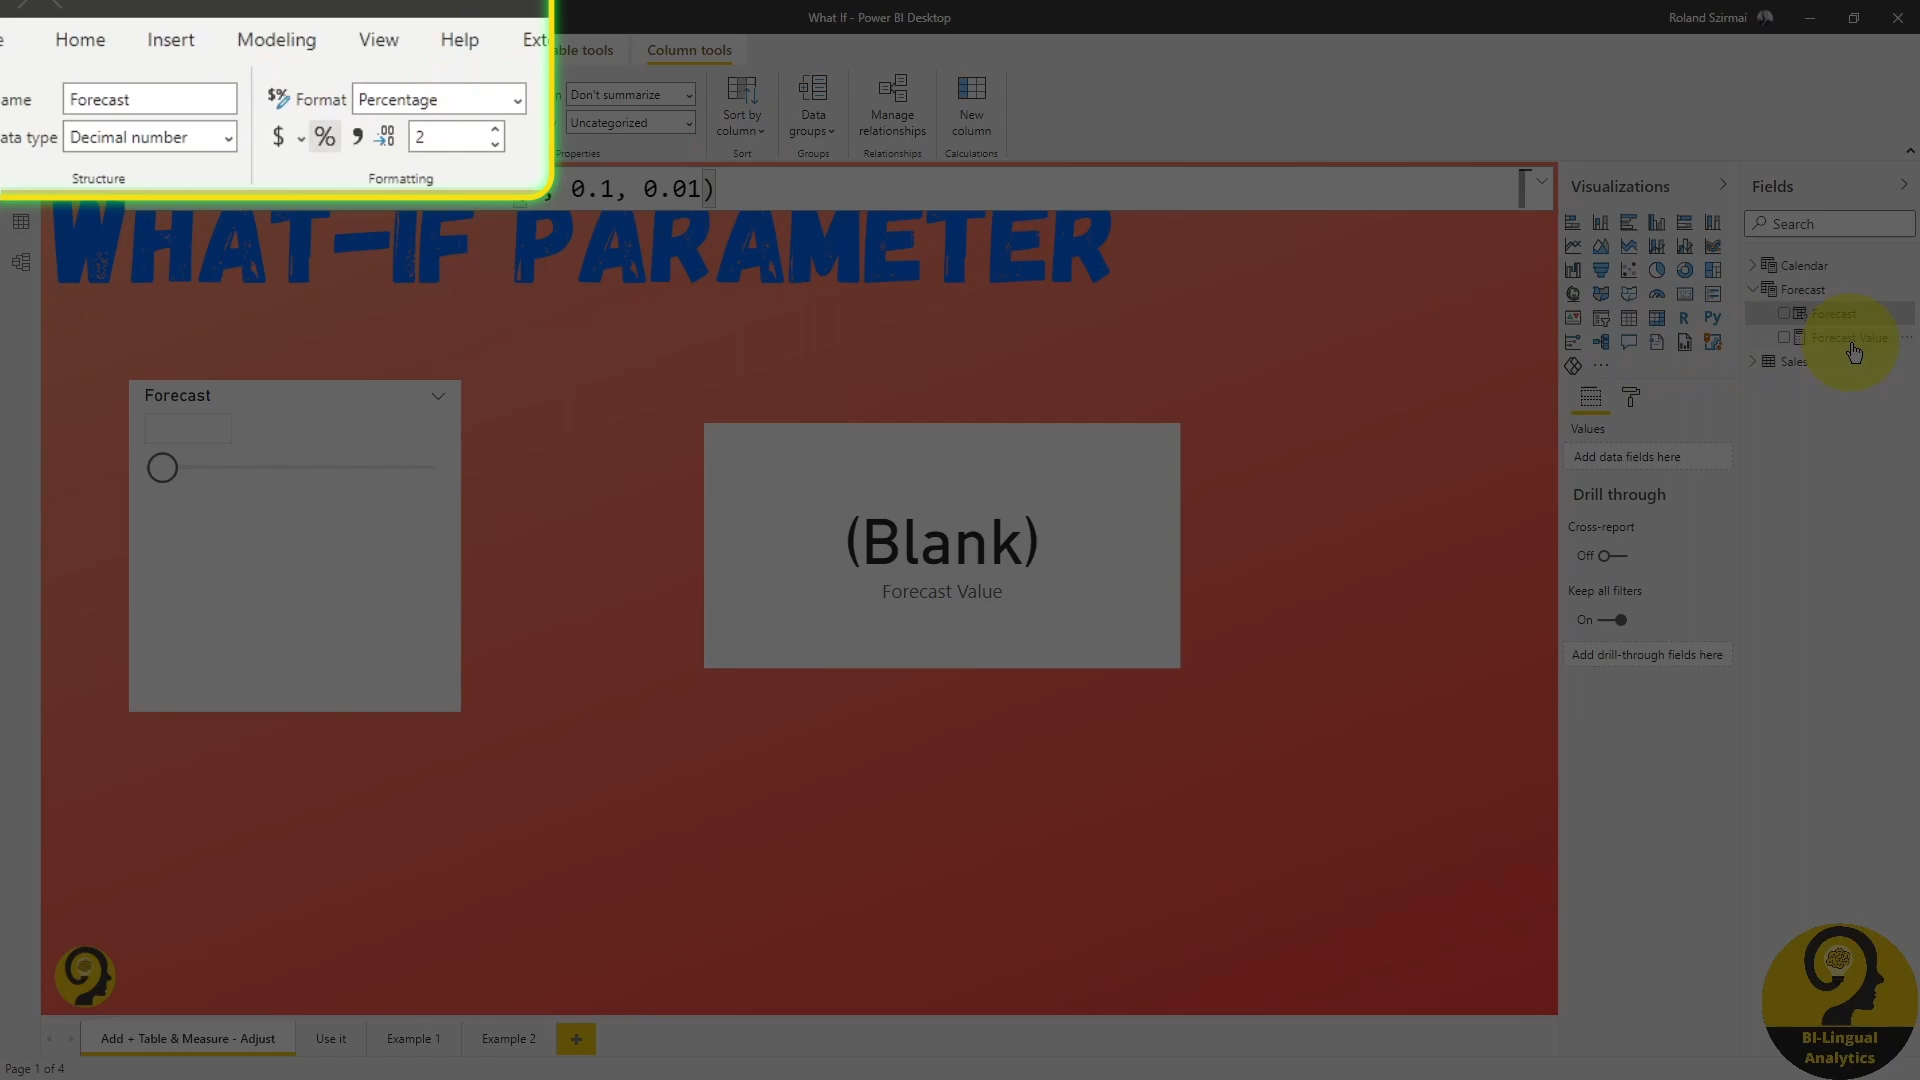 What If - Power BI Desktop
Roland Szirmai
Home
Insert
Modeling
View
Help
Ext
ble tools
Column tools
ame
Forecast
Format
Percentage
ata type
Decimal number
$
%
2
Structure
Formatting
Don't summarize
Uncategorized
Properties
Sort by
column
Sort
Data
groups
Groups
Manage
relationships
Relationships
New
column
Calculations
, 0.1, 0.01)
WHAT-IF PARAMETER
Forecast
(Blank)
Forecast Value
Visualizations
R
Py
Values
Add data fields here
Drill through
Cross-report
Off
Keep all filters
On
Add drill-through fields here
Fields
Search
Calendar
Forecast
Forecast
Forecast Value
Sales
Add + Table & Measure - Adjust
Use it
Example 1
Example 2
Page 1 of 4
BI-Lingual
Analytics